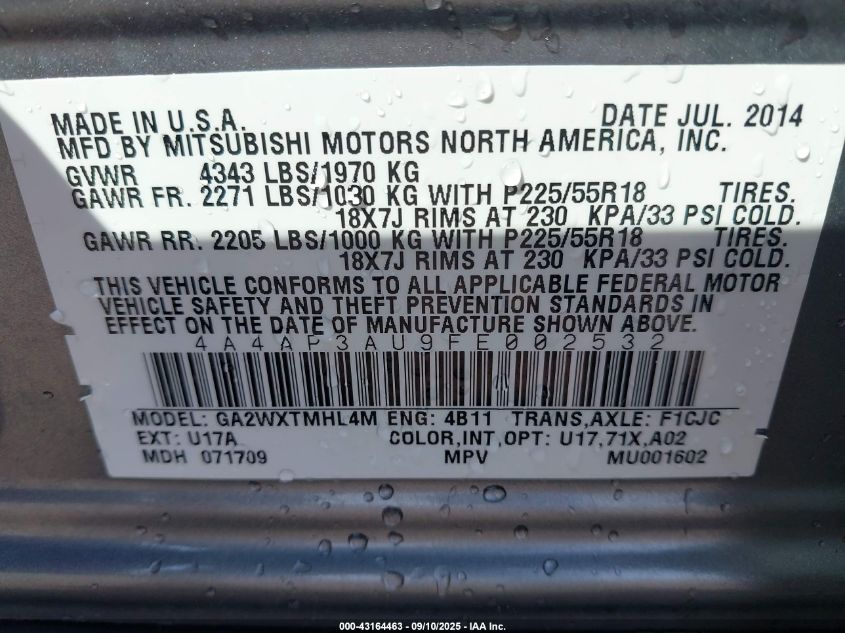 MADE IN U.S.A. DATE JUL. 2014
MFD BY MITSUBISHI MOTORS NORTH AMERICA, INC.
GVWR 4343 LBS/1970 KG
GAWR FR. 2271 LBS/1030 KG WITH P225/55R18 TIRES.
18X7J RIMS AT 230 KPA/33 PSI COLD.
GAWR RR. 2205 LBS/1000 KG WITH P225/55R18 TIRES.
18X7J RIMS AT 230 KPA/33 PSI COLD.
THIS VEHICLE CONFORMS TO ALL APPLICABLE FEDERAL MOTOR
VEHICLE SAFETY AND THEFT PREVENTION STANDARDS IN
EFFECT ON THE DATE OF MANUFACTURE SHOWN ABOVE.
4A4AP3AU9FE002532
MODEL: GA2WXTMHL4M ENG: 4B11 TRANS,AXLE: F1CJC
EXT: U17A COLOR,INT,OPT: U17,71X,A02
MDH 071709 MPV MU001602
000-43164463 - 09/10/2025 - IAA Inc.